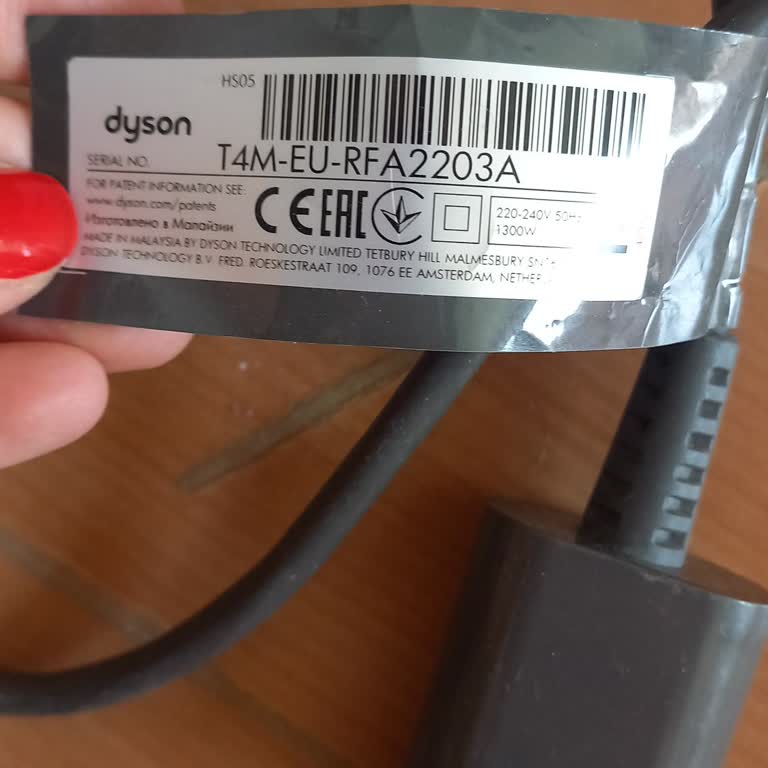 HS05
dyson
SERIAL NO. T4M-EU-RFA2203A
FOR PATENT INFORMATION SEE:
www.dyson.com/patents
CE EAC
220-240V 50Hz
1300W
Изготовлено в Малайзии
MADE IN MALAYSIA BY DYSON TECHNOLOGY LIMITED TETBURY HILL MALMESBURY
DYSON TECHNOLOGY B.V. FRED. ROESKESTRAAT 109, 1076 EE AMSTERDAM,